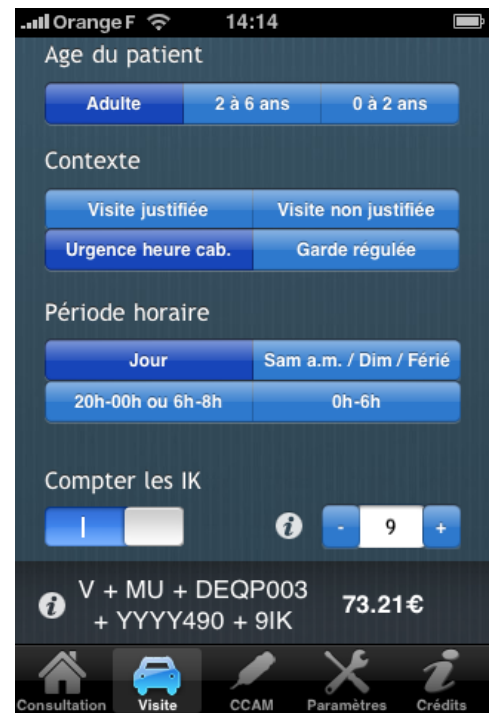 Orange F 14:14
Age du patient
Adulte 2 à 6 ans 0 à 2 ans
Contexte
Visite justifiée Visite non justifiée
Urgence heure cab. Garde régulée
Période horaire
Jour Sam a.m. / Dim / Férié
20h-00h ou 6h-8h 0h-6h
Compter les IK
i - 9 +
V + MU + DEQP003
+ YYYY490 + 9IK
73.21€
Consultation Visite CCAM Paramètres Crédits